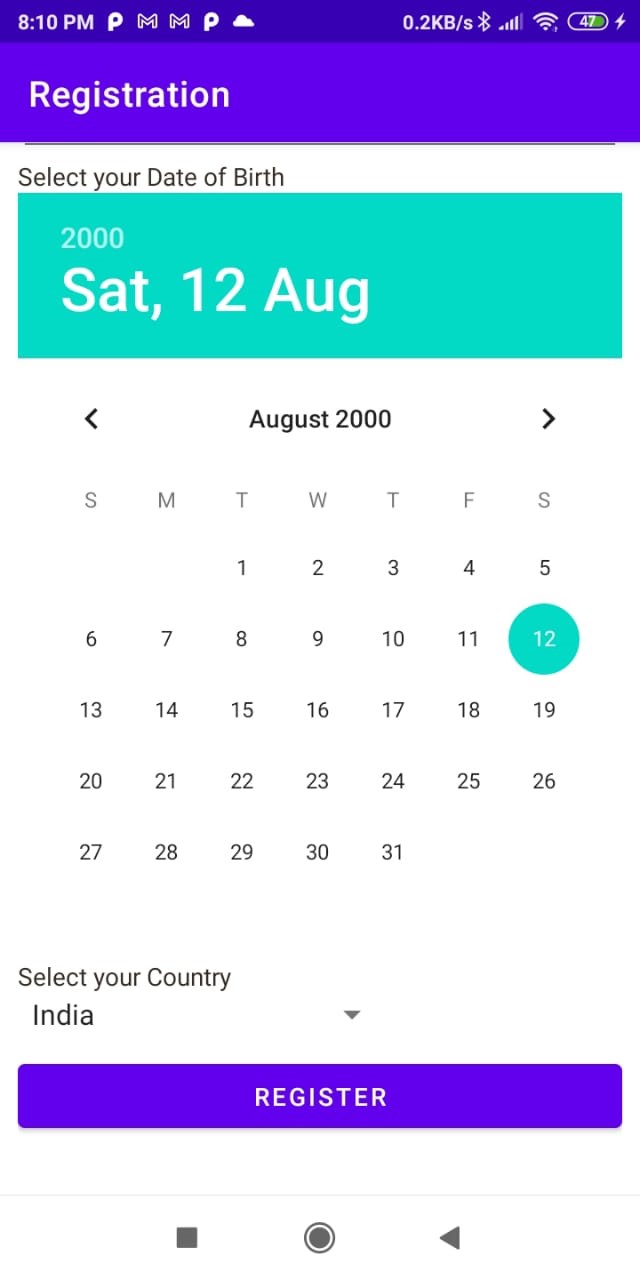 8:10 PM 0.2KB/s 47
Registration
Select your Date of Birth
2000
Sat, 12 Aug
August 2000
S M T W T F S
1 2 3 4 5
6 7 8 9 10 11 12
13 14 15 16 17 18 19
20 21 22 23 24 25 26
27 28 29 30 31
Select your Country
India
REGISTER